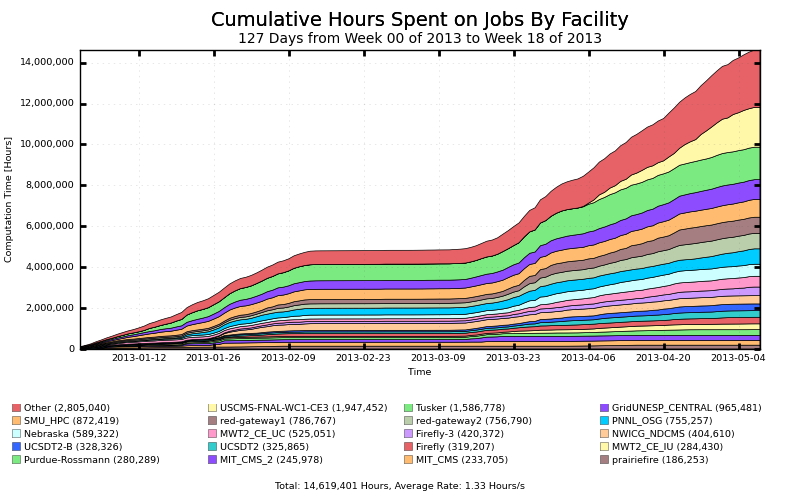 Cumulative Hours Spent on Jobs By Facility
127 Days from Week 00 of 2013 to Week 18 of 2013
Computation Time [Hours]
14,000,000
12,000,000
10,000,000
8,000,000
6,000,000
4,000,000
2,000,000
0
2013-01-12 2013-01-26 2013-02-09 2013-02-23 2013-03-09 2013-03-23 2013-04-06 2013-04-20 2013-05-04
Time
Other (2,805,040) USCMS-FNAL-WC1-CE3 (1,947,452) Tusker (1,586,778) GridUNESP_CENTRAL (965,481)
SMU_HPC (872,419) red-gateway1 (786,767) red-gateway2 (756,790) PNNL_OSG (755,257)
Nebraska (589,322) MWT2_CE_UC (525,051) Firefly-3 (420,372) NWICG_NDCMS (404,610)
UCSDT2-B (328,326) UCSDT2 (325,865) Firefly (319,207) MWT2_CE_IU (284,430)
Purdue-Rossmann (280,289) MIT_CMS_2 (245,978) MIT_CMS (233,705) prairiefire (186,253)
Total: 14,619,401 Hours, Average Rate: 1.33 Hours/s